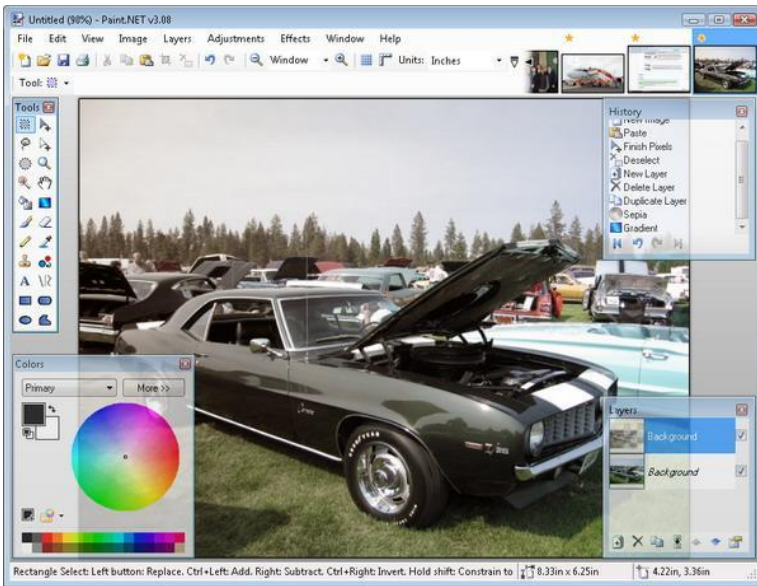 Untitled (98%) - Paint.NET v3.08
File Edit View Image Layers Adjustments Effects Window Help
Window Units: Inches
Tool:
Tools
History
New Image
Paste
Finish Pixels
Deselect
New Layer
Delete Layer
Duplicate Layer
Sepia
Gradient
Colors
Primary More >>
Layers
Background
Background
Rectangle Select: Left button: Replace. Ctrl+Left: Add. Right: Subtract. Ctrl+Right: Invert. Hold shift: Constrain to 8.33in x 6.25in 4.22in, 3.36in